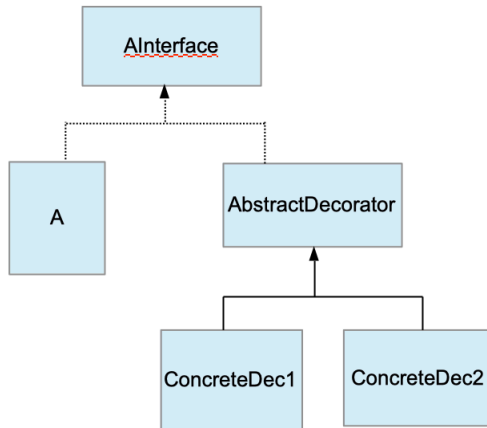 AInterface
A
AbstractDecorator
ConcreteDec1
ConcreteDec2